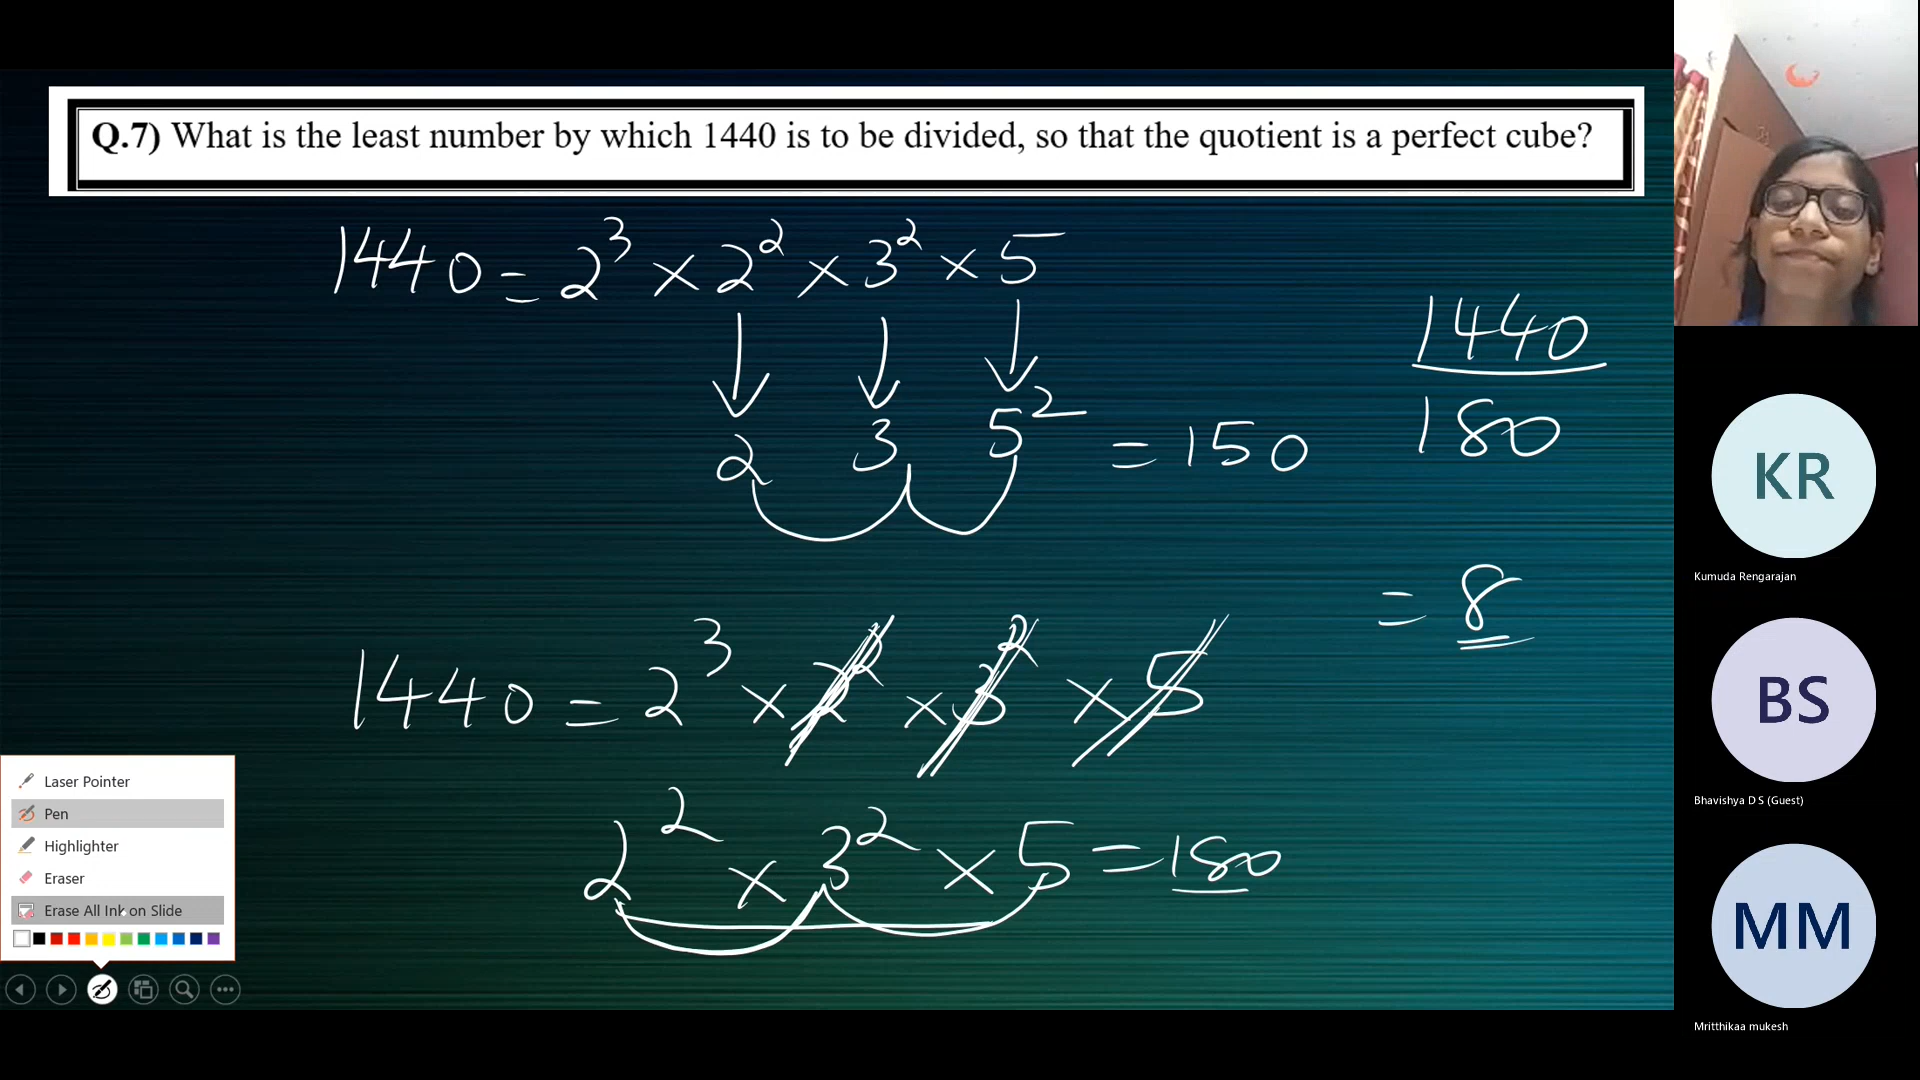 Q.7) What is the least number by which 1440 is to be divided, so that the quotient is a perfect cube?
1440 = 2³ × 2² × 3² × 5
2 3 5² = 150
1440
180
= 8
1440 = 2³ × 2² × 3² × 5
2² × 3² × 5 = 180
Laser Pointer
Pen
Highlighter
Eraser
Erase All Ink on Slide
KR
Kumuda Rengarajan
BS
Bhavishya D S (Guest)
MM
Mritthikaa mukesh